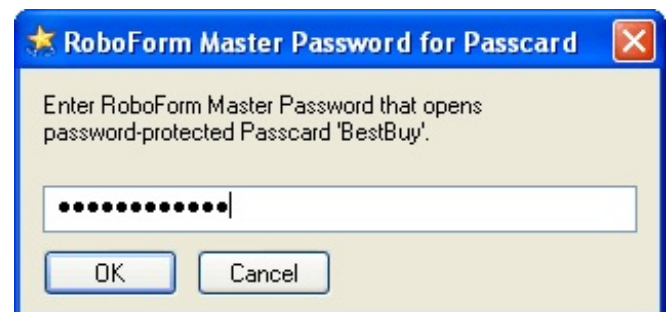 RoboForm Master Password for Passcard
Enter RoboForm Master Password that opens
password-protected Passcard 'BestBuy'.
●●●●●●●●●●●●
OK Cancel